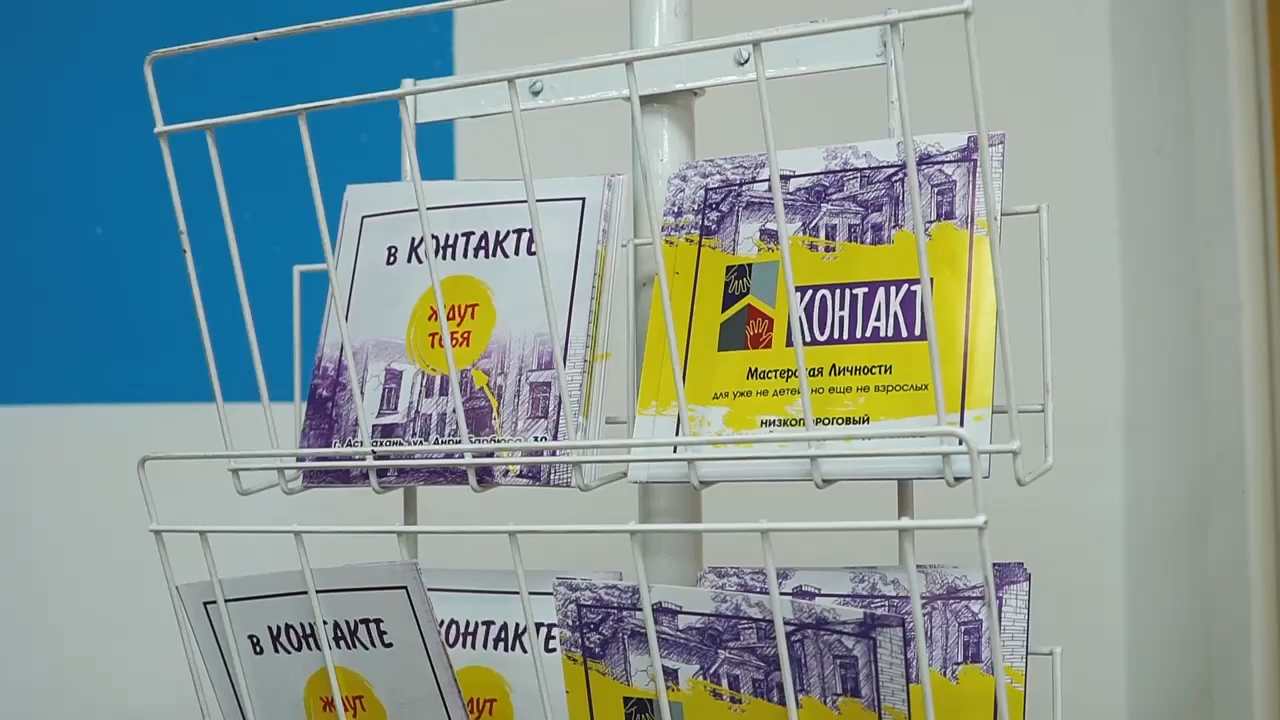 в КОНТАКТЕ
ЖДУТ
ТЕБЯ
г. Астрахань, ул. Анри Барбюса, 30
КОНТАКТ
Мастерская Личности
для уже не детей, но еще не взрослых
низкопороговый
в КОНТАКТЕ
ЖДУТ
КОНТАКТЕ
ЖДУТ